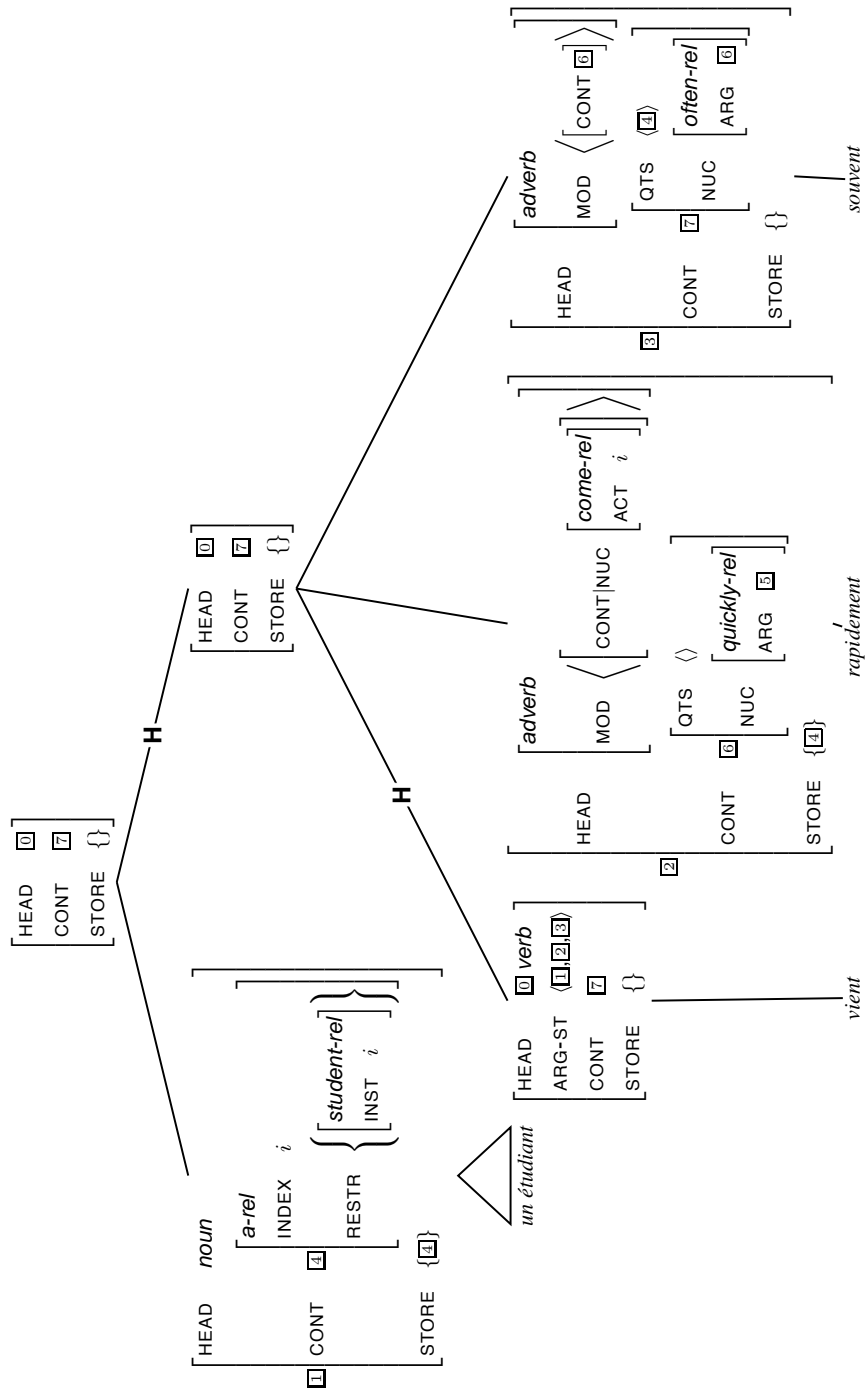 HEAD 0
CONT 7
STORE {}
H
1
HEAD noun
CONT 4
a-rel
INDEX i
RESTR { [
student-rel
INST i
] }
STORE {4}
un étudiant
HEAD 0
CONT 7
STORE {}
H
HEAD 0 verb
ARG-ST ⟨1,2,3⟩
CONT 7
STORE {}
vient
2
HEAD
adverb
MOD ⟨ [ CONT|NUC [
come-rel
ACT i
] ] ⟩
CONT 6
QTS ⟨⟩
NUC
quickly-rel
ARG 5
STORE {4}
rapidement
3
HEAD
adverb
MOD ⟨ [CONT 6] ⟩
CONT 7
QTS ⟨4⟩
NUC
often-rel
ARG 6
STORE {}
souvent